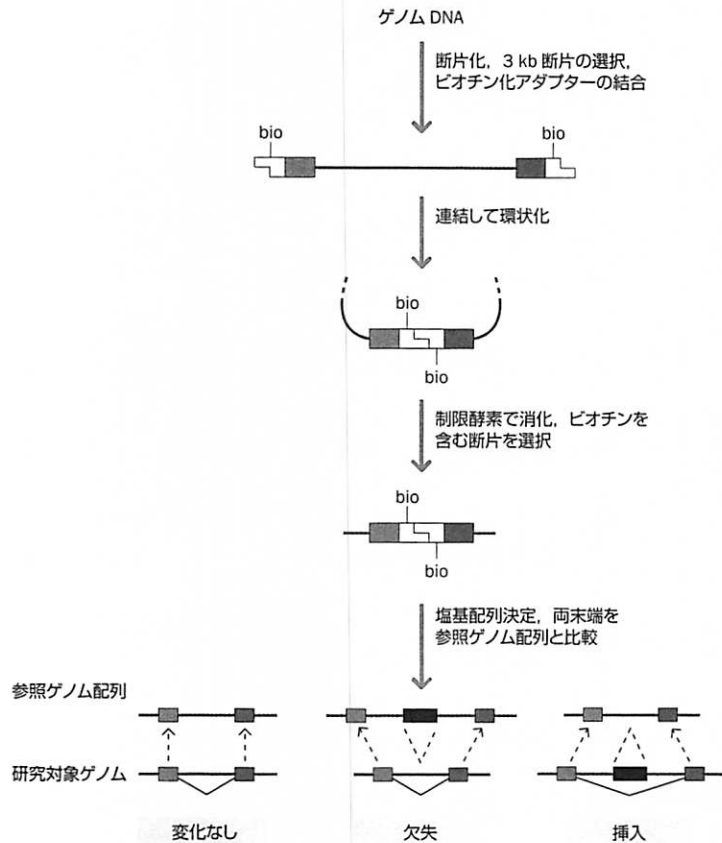 ゲノム DNA
断片化，3 kb 断片の選択，
ビオチン化アダプターの結合
bio
bio
連結して環状化
bio
bio
制限酵素で消化，ビオチンを
含む断片を選択
bio
bio
塩基配列決定，両末端を
参照ゲノム配列と比較
参照ゲノム配列
研究対象ゲノム
変化なし
欠失
挿入